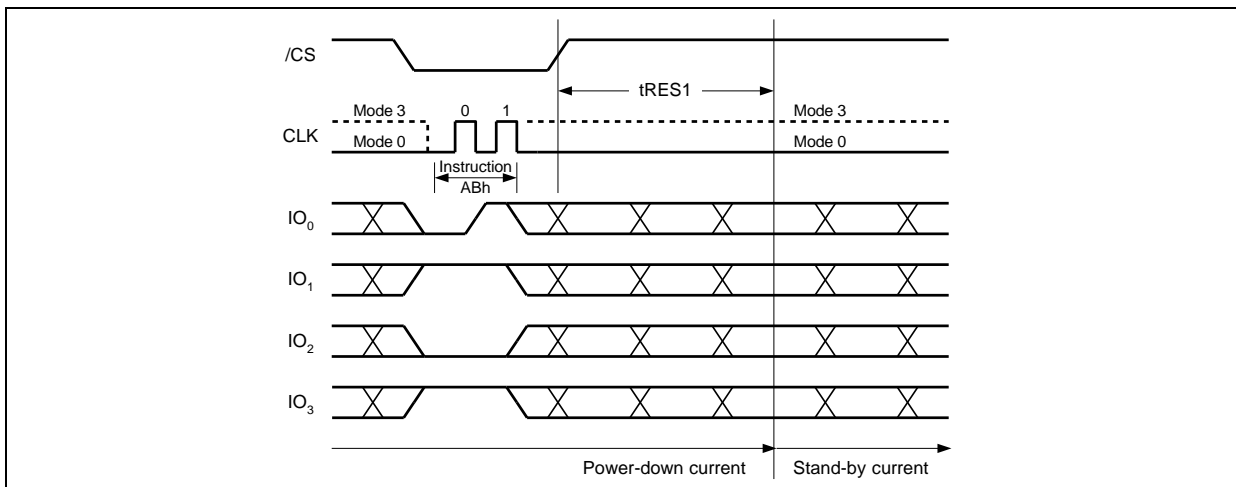 /CS
tRES1
Mode 3 0 1 Mode 3
CLK
Mode 0 Mode 0
Instruction
ABh
IO0
IO1
IO2
IO3
Power-down current Stand-by current